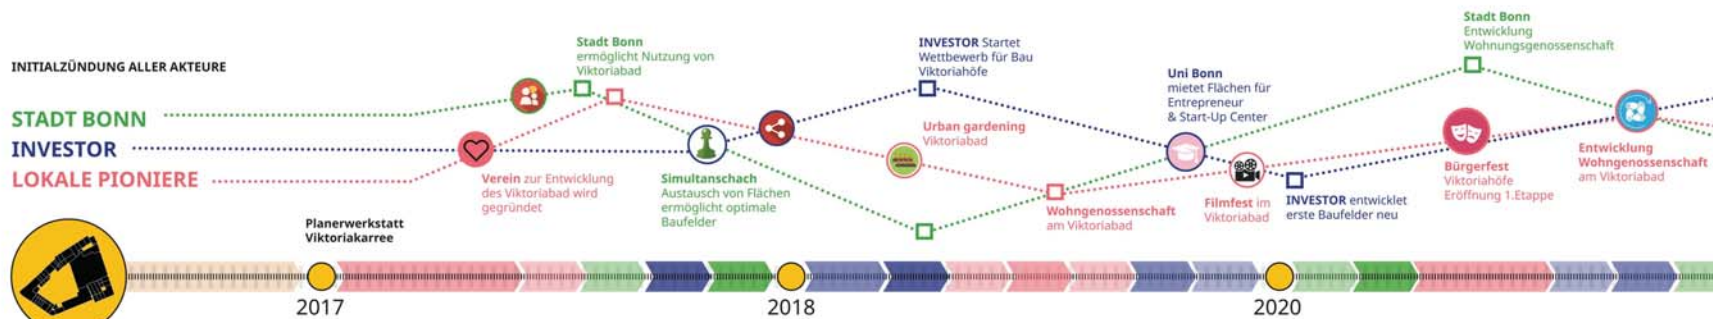 INITIALZÜNDUNG ALLER AKTEURE
STADT BONN
INVESTOR
LOKALE PIONIERE
Verein zur Entwicklung
des Viktoriabad wird
gegründet
Stadt Bonn
ermöglicht Nutzung von
Viktoriabad
Simultanschach
Austausch von Flächen
ermöglicht optimale
Baufelder
INVESTOR Startet
Wettbewerb für Bau
Viktoriahöfe
Urban gardening
Viktoriabad
Wohngenossenschaft
am Viktoriabad
Uni Bonn
mietet Flächen für
Entrepreneur
& Start-Up Center
Filmfest im
Viktoriabad
INVESTOR entwicklet
erste Baufelder neu
Stadt Bonn
Entwicklung
Wohnungsgenossenschaft
Bürgerfest
Viktoriahöfe
Eröffnung 1.Etappe
Entwicklung
Wohngenossenschaft
am Viktoriabad
Planerwerkstatt
Viktoriakarree
2017
2018
2020